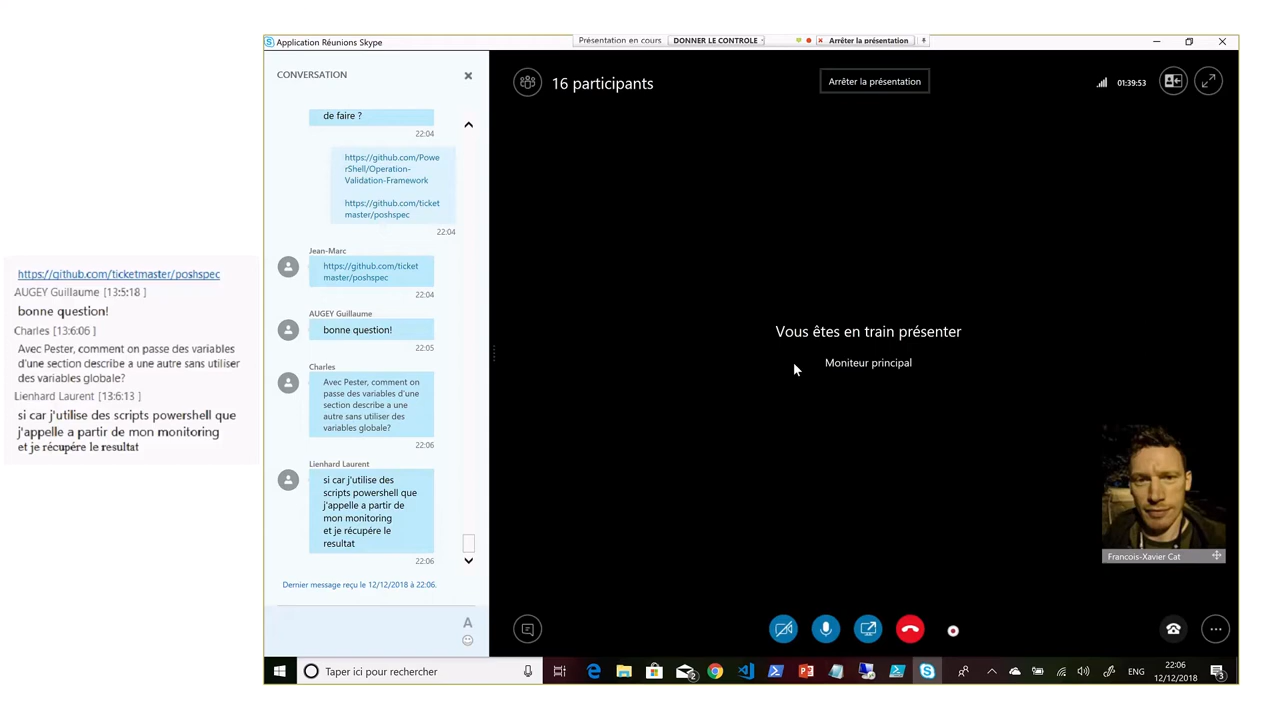 https://github.com/ticketmaster/poshspec
AUGEY Guillaume [13:5:18 ]
bonne question!
Charles [13:6:06 ]
Avec Pester, comment on passe des variables
d'une section describe a une autre sans utiliser
des variables globale?
Lienhard Laurent [13:6:13 ]
si car j'utilise des scripts powershell que
j'appelle a partir de mon monitoring
et je récupére le resultat
Application Réunions Skype
Présentation en cours
DONNER LE CONTROLE
Arrêter la présentation
CONVERSATION
de faire ?
22:04
https://github.com/Powe
rShell/Operation-
Validation-Framework
https://github.com/ticket
master/poshspec
22:04
Jean-Marc
https://github.com/ticket
master/poshspec
22:04
AUGEY Guillaume
bonne question!
22:05
Charles
Avec Pester, comment on
passe des variables d'une
section describe a une
autre sans utiliser des
variables globale?
22:06
Lienhard Laurent
si car j'utilise des
scripts powershell que
j'appelle a partir de
mon monitoring
et je récupére le
resultat
22:06
Dernier message reçu le 12/12/2018 à 22:06.
A
16 participants
Arrêter la présentation
01:39:53
Vous êtes en train présenter
Moniteur principal
Francois-Xavier Cat
Taper ici pour rechercher
2
ENG
22:06
12/12/2018
3